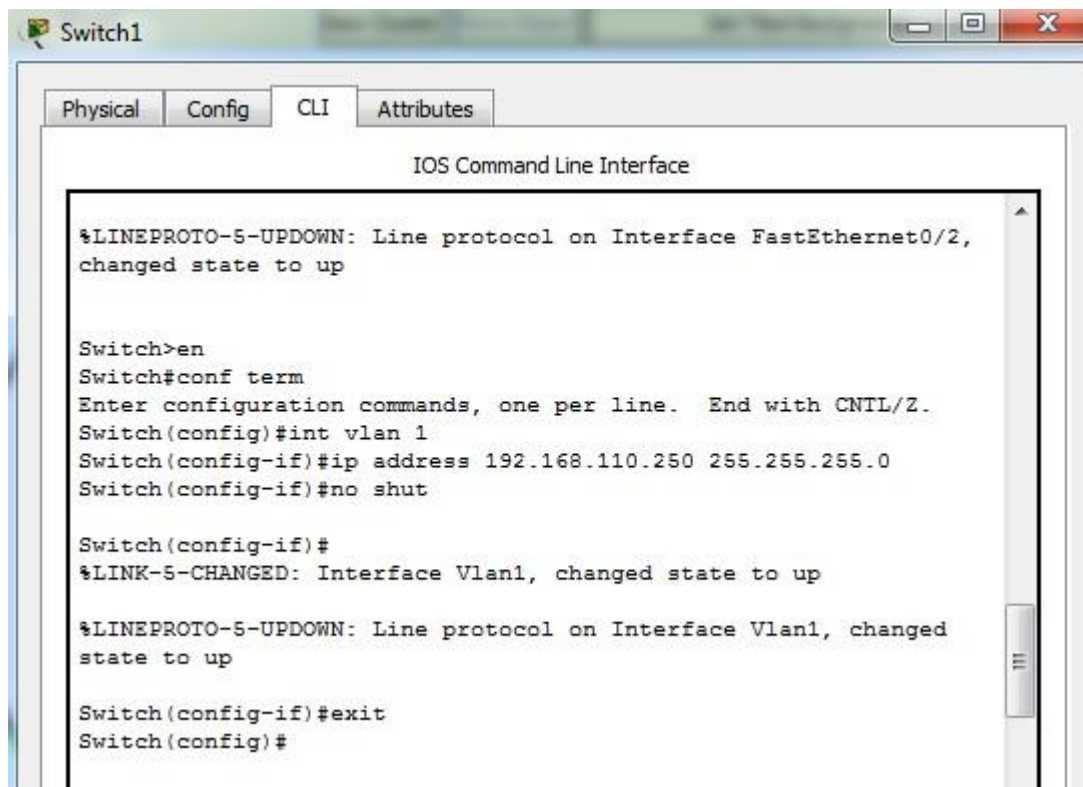 Switch1
Physical Config CLI Attributes
IOS Command Line Interface
%LINEPROTO-5-UPDOWN: Line protocol on Interface FastEthernet0/2,
changed state to up
Switch>en
Switch#conf term
Enter configuration commands, one per line.  End with CNTL/Z.
Switch(config)#int vlan 1
Switch(config-if)#ip address 192.168.110.250 255.255.255.0
Switch(config-if)#no shut
Switch(config-if)#
%LINK-5-CHANGED: Interface Vlan1, changed state to up
%LINEPROTO-5-UPDOWN: Line protocol on Interface Vlan1, changed
state to up
Switch(config-if)#exit
Switch(config)#